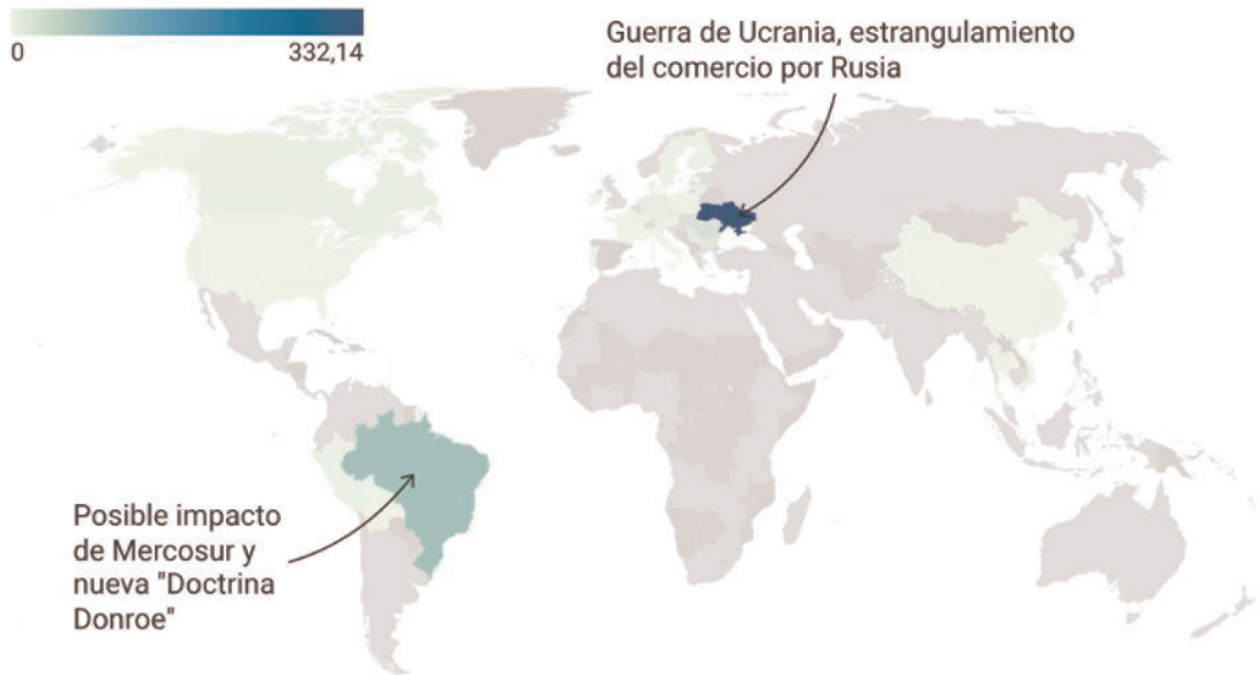 0
332,14
Guerra de Ucrania, estrangulamiento
del comercio por Rusia
Posible impacto
de Mercosur y
nueva "Doctrina
Donroe"